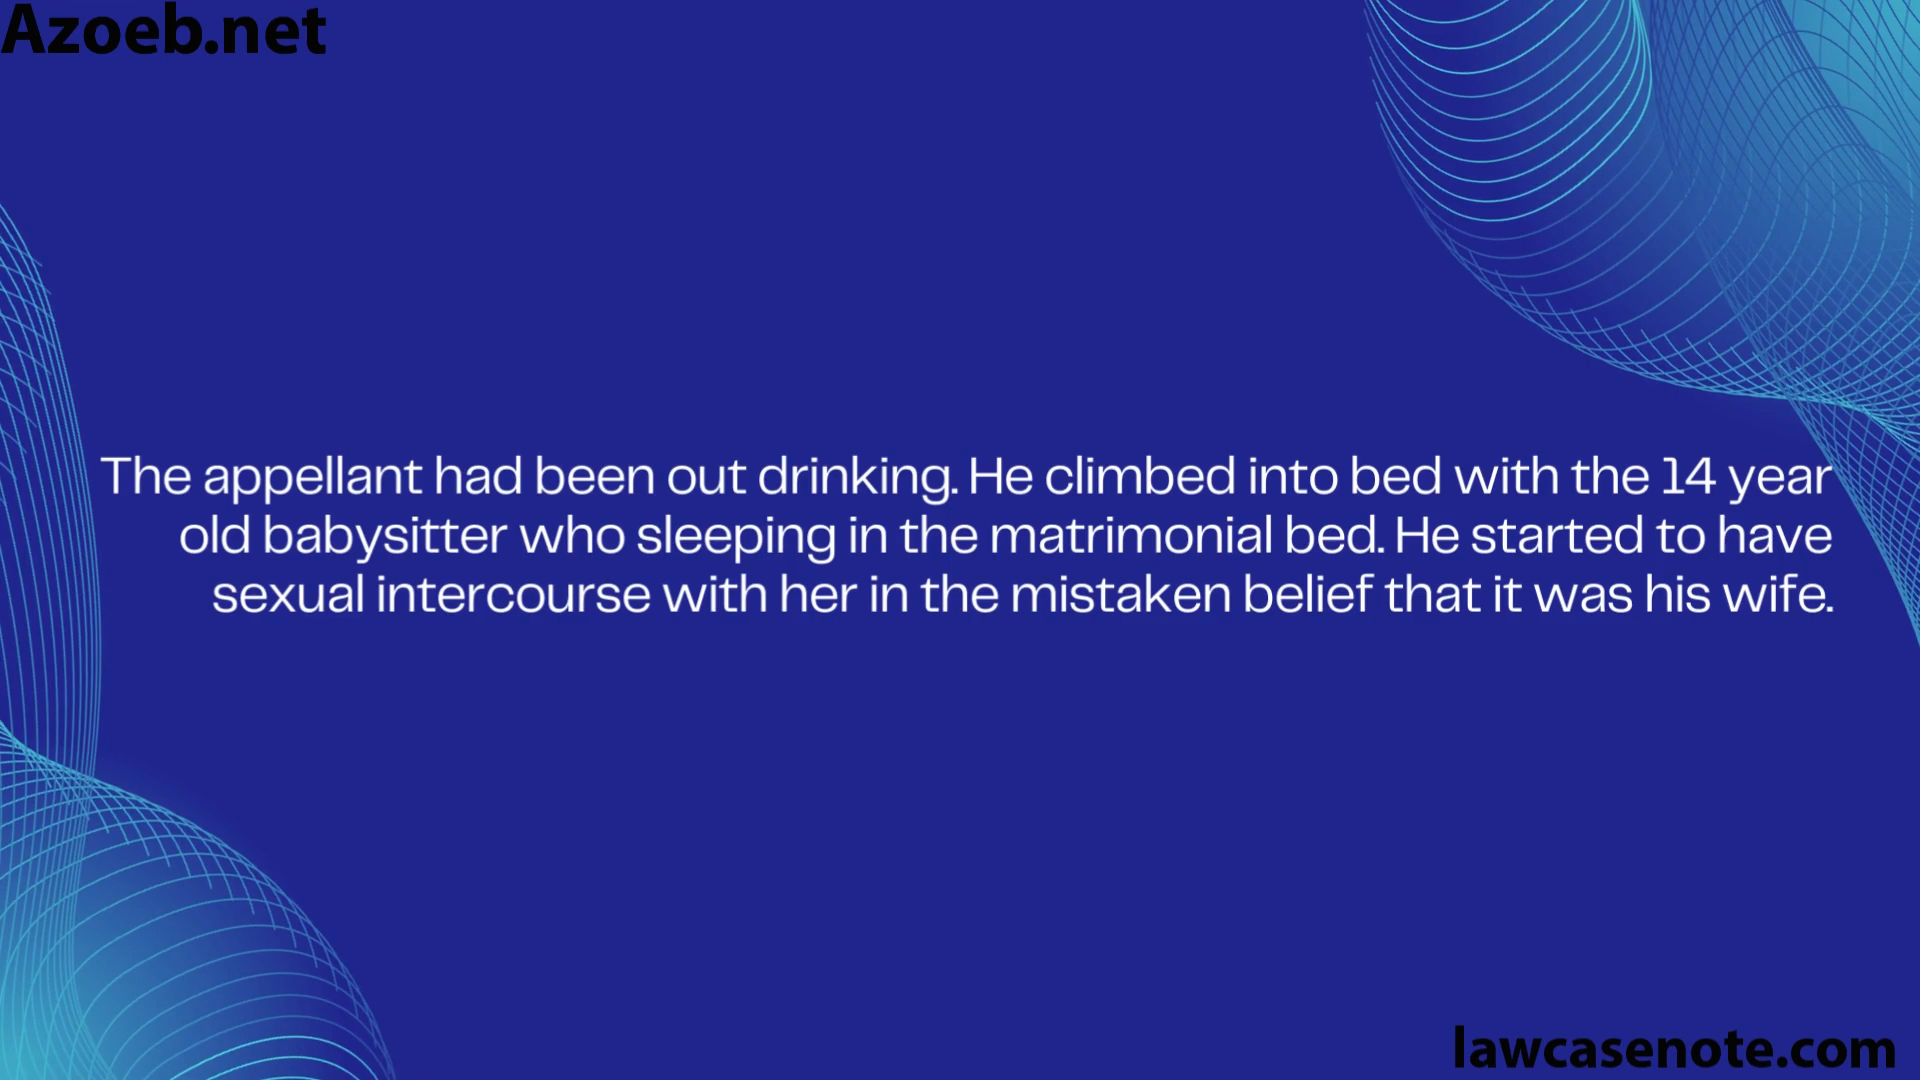 Azoeb.net
The appellant had been out drinking. He climbed into bed with the 14 year
old babysitter who sleeping in the matrimonial bed. He started to have
sexual intercourse with her in the mistaken belief that it was his wife.
lawcasenote.com